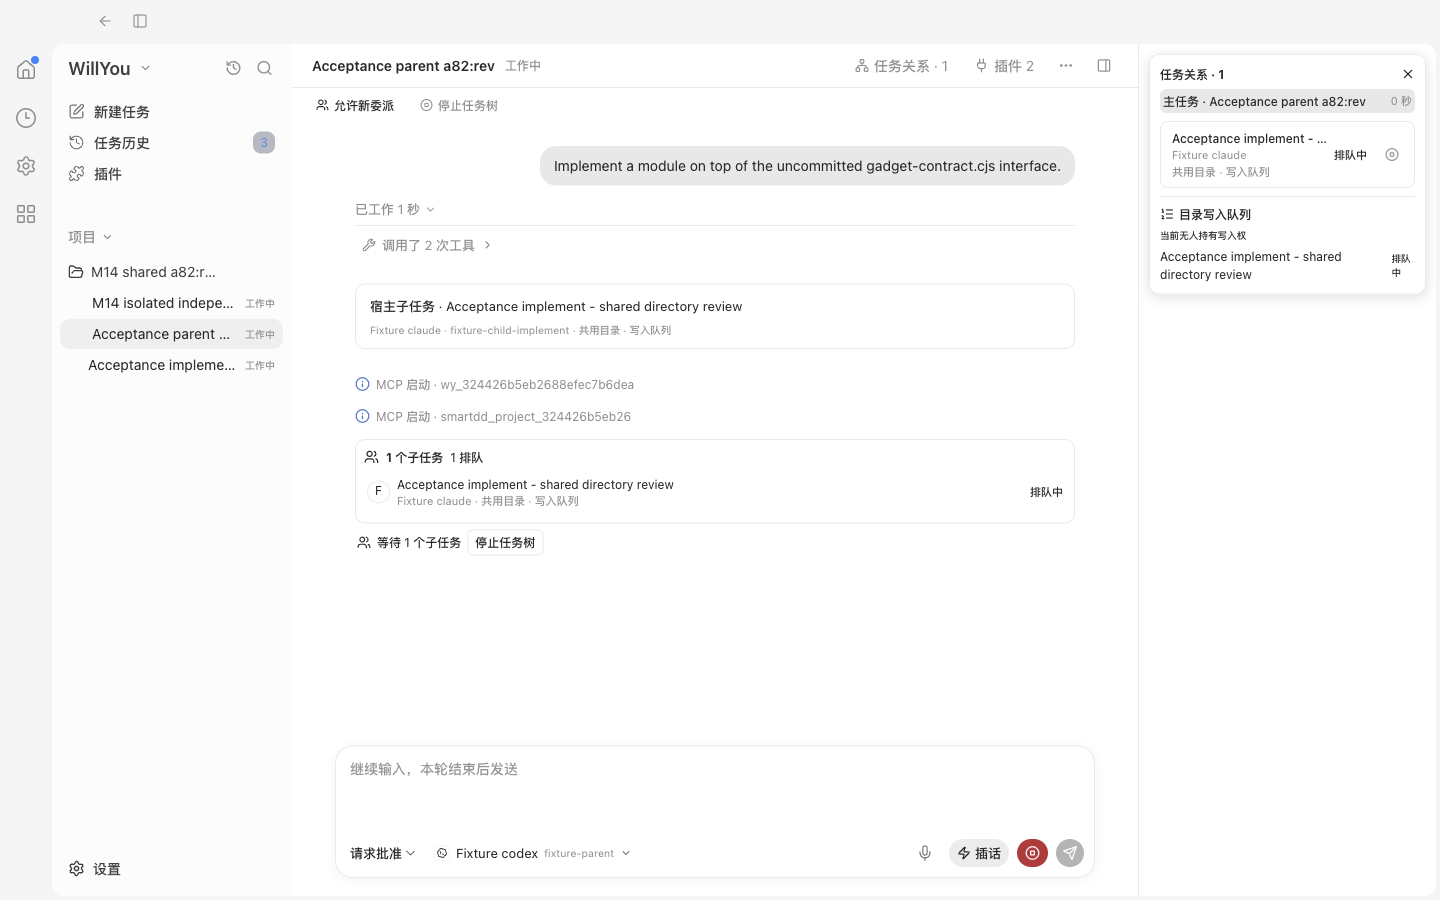 WillYou
新建任务
任务历史
3
插件
项目
M14 shared a82:r...
M14 isolated indepe... 工作中
Acceptance parent ... 工作中
Acceptance impleme... 工作中
设置
Acceptance parent a82:rev 工作中
任务关系 · 1
插件 2
允许新委派
停止任务树
Implement a module on top of the uncommitted gadget-contract.cjs interface.
已工作 1 秒
调用了 2 次工具
宿主子任务 · Acceptance implement - shared directory review
Fixture claude · fixture-child-implement · 共用目录 · 写入队列
MCP 启动 · wy_324426b5eb2688efec7b6dea
MCP 启动 · smartdd_project_324426b5eb26
1 个子任务 1 排队
F
Acceptance implement - shared directory review
Fixture claude · 共用目录 · 写入队列
排队中
等待 1 个子任务
停止任务树
继续输入，本轮结束后发送
请求批准
Fixture codex fixture-parent
插话
任务关系 · 1
主任务 · Acceptance parent a82:rev 0 秒
Acceptance implement - ...
Fixture claude
共用目录 · 写入队列
排队中
目录写入队列
当前无人持有写入权
Acceptance implement - shared
directory review
排队
中